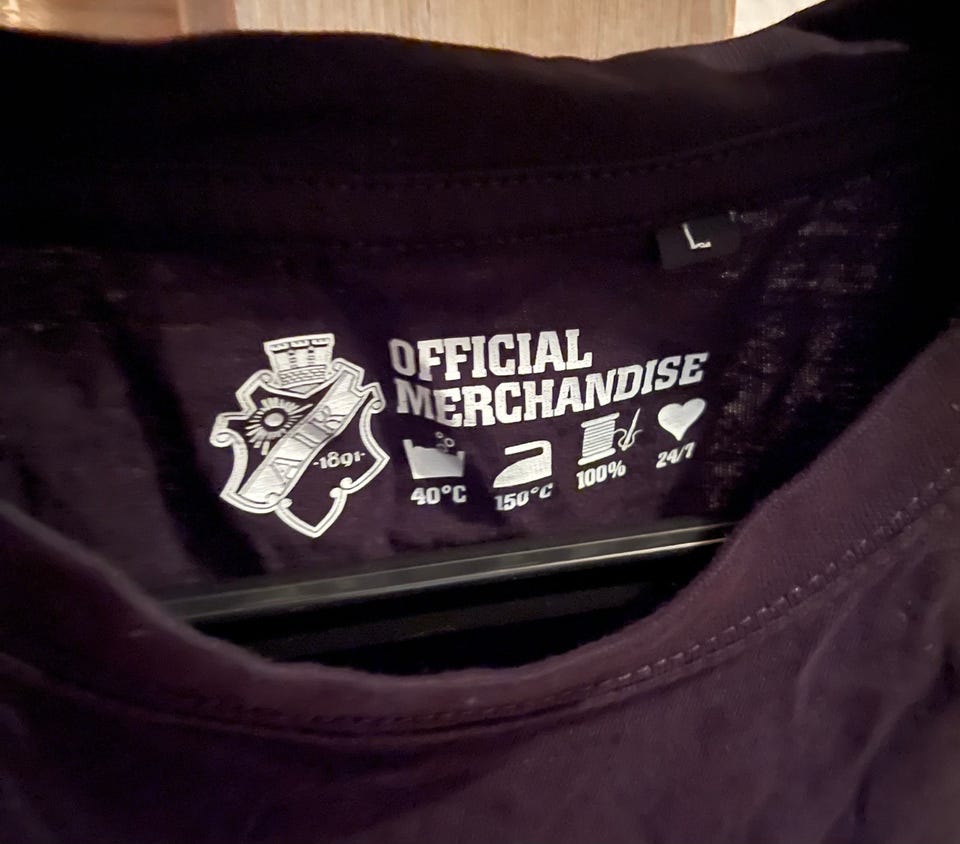 L
OFFICIAL
MERCHANDISE
AIK
-1891-
40°C
150°C
100%
24/7